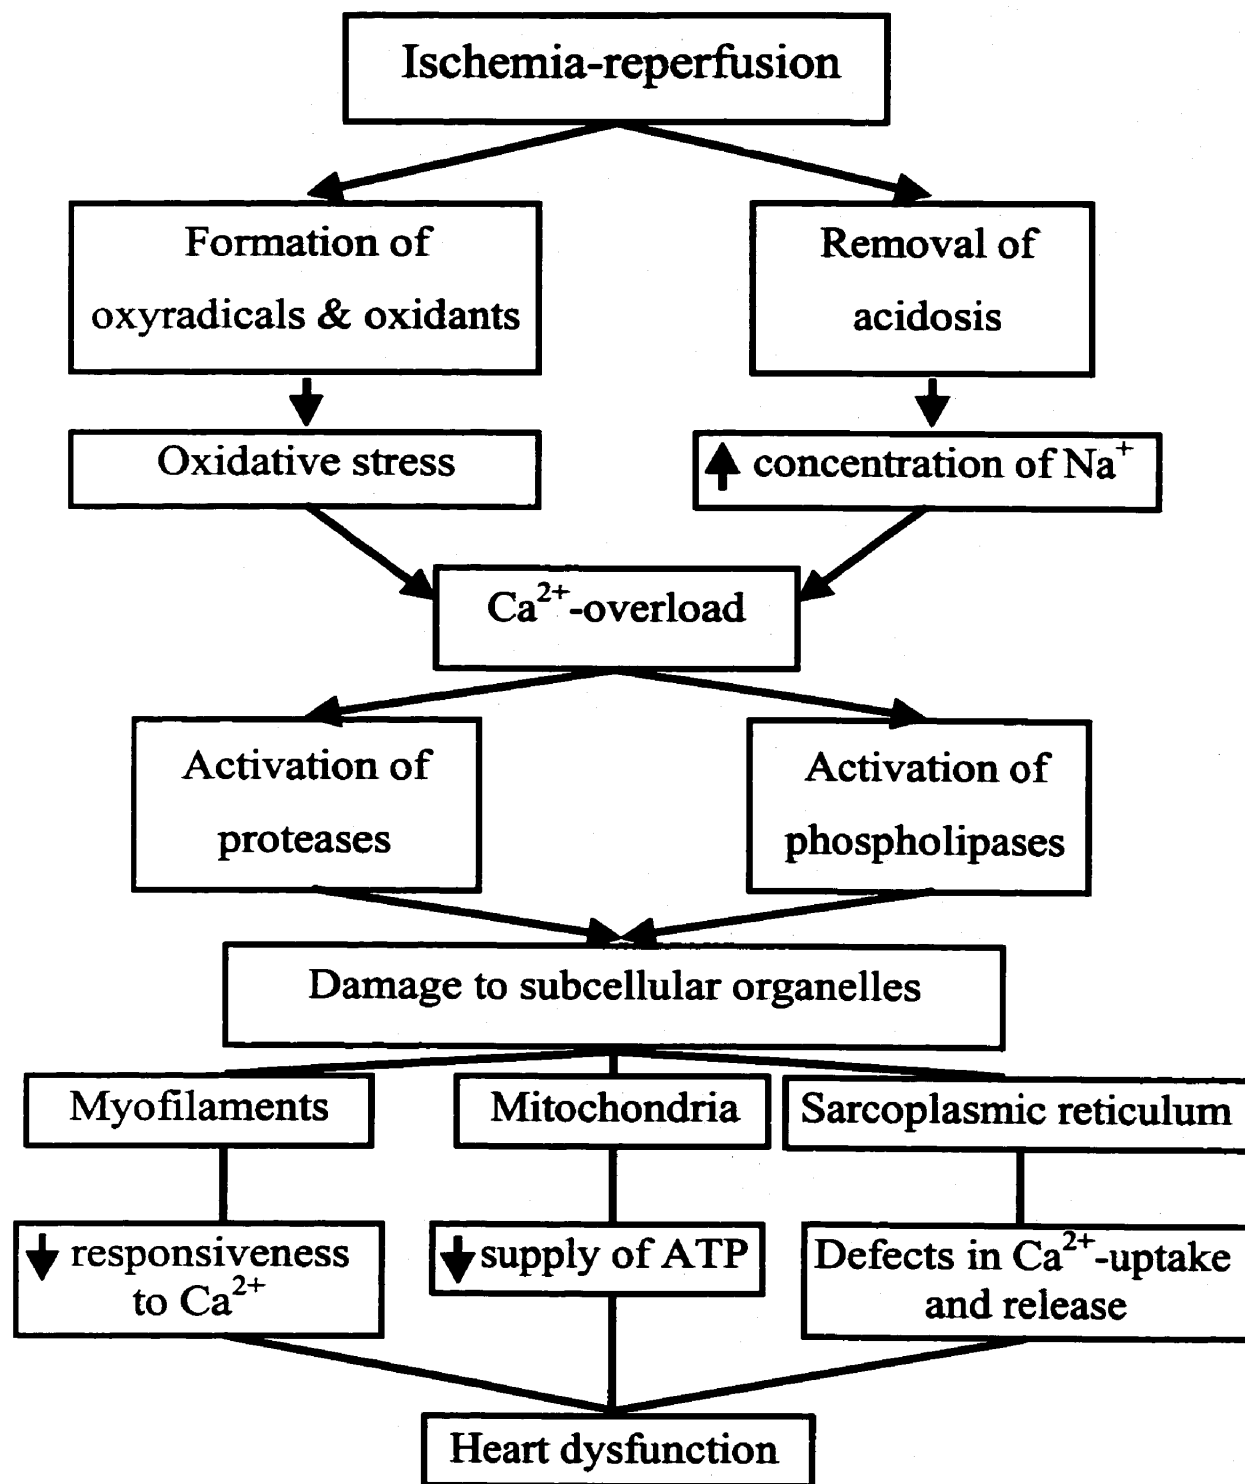 Ischemia-reperfusion
Formation of
oxyradicals & oxidants
Removal of
acidosis
Oxidative stress
↑ concentration of Na⁺
Ca²⁺-overload
Activation of
proteases
Activation of
phospholipases
Damage to subcellular organelles
Myofilaments
Mitochondria
Sarcoplasmic reticulum
↓ responsiveness
to Ca²⁺
↓ supply of ATP
Defects in Ca²⁺-uptake
and release
Heart dysfunction